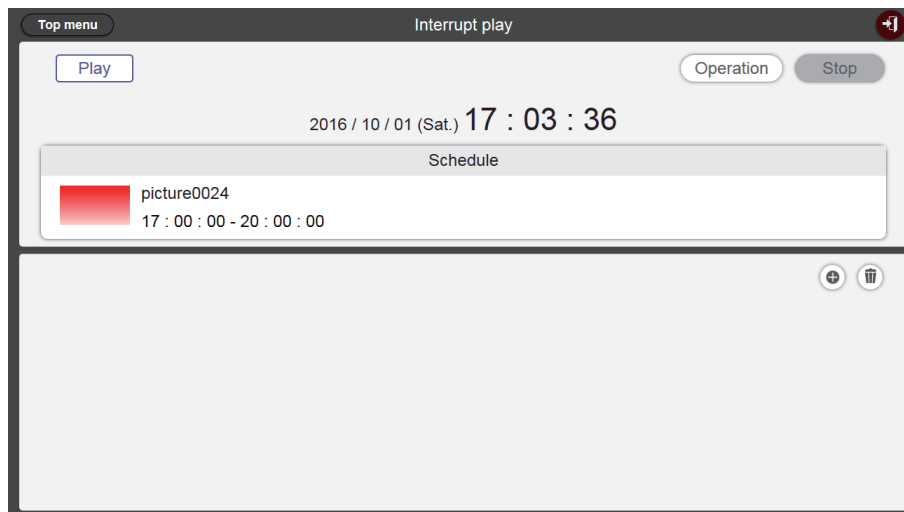 Top menu
Interrupt play
Play
Operation
Stop
2016 / 10 / 01 (Sat.) 17 : 03 : 36
Schedule
picture0024
17 : 00 : 00 - 20 : 00 : 00